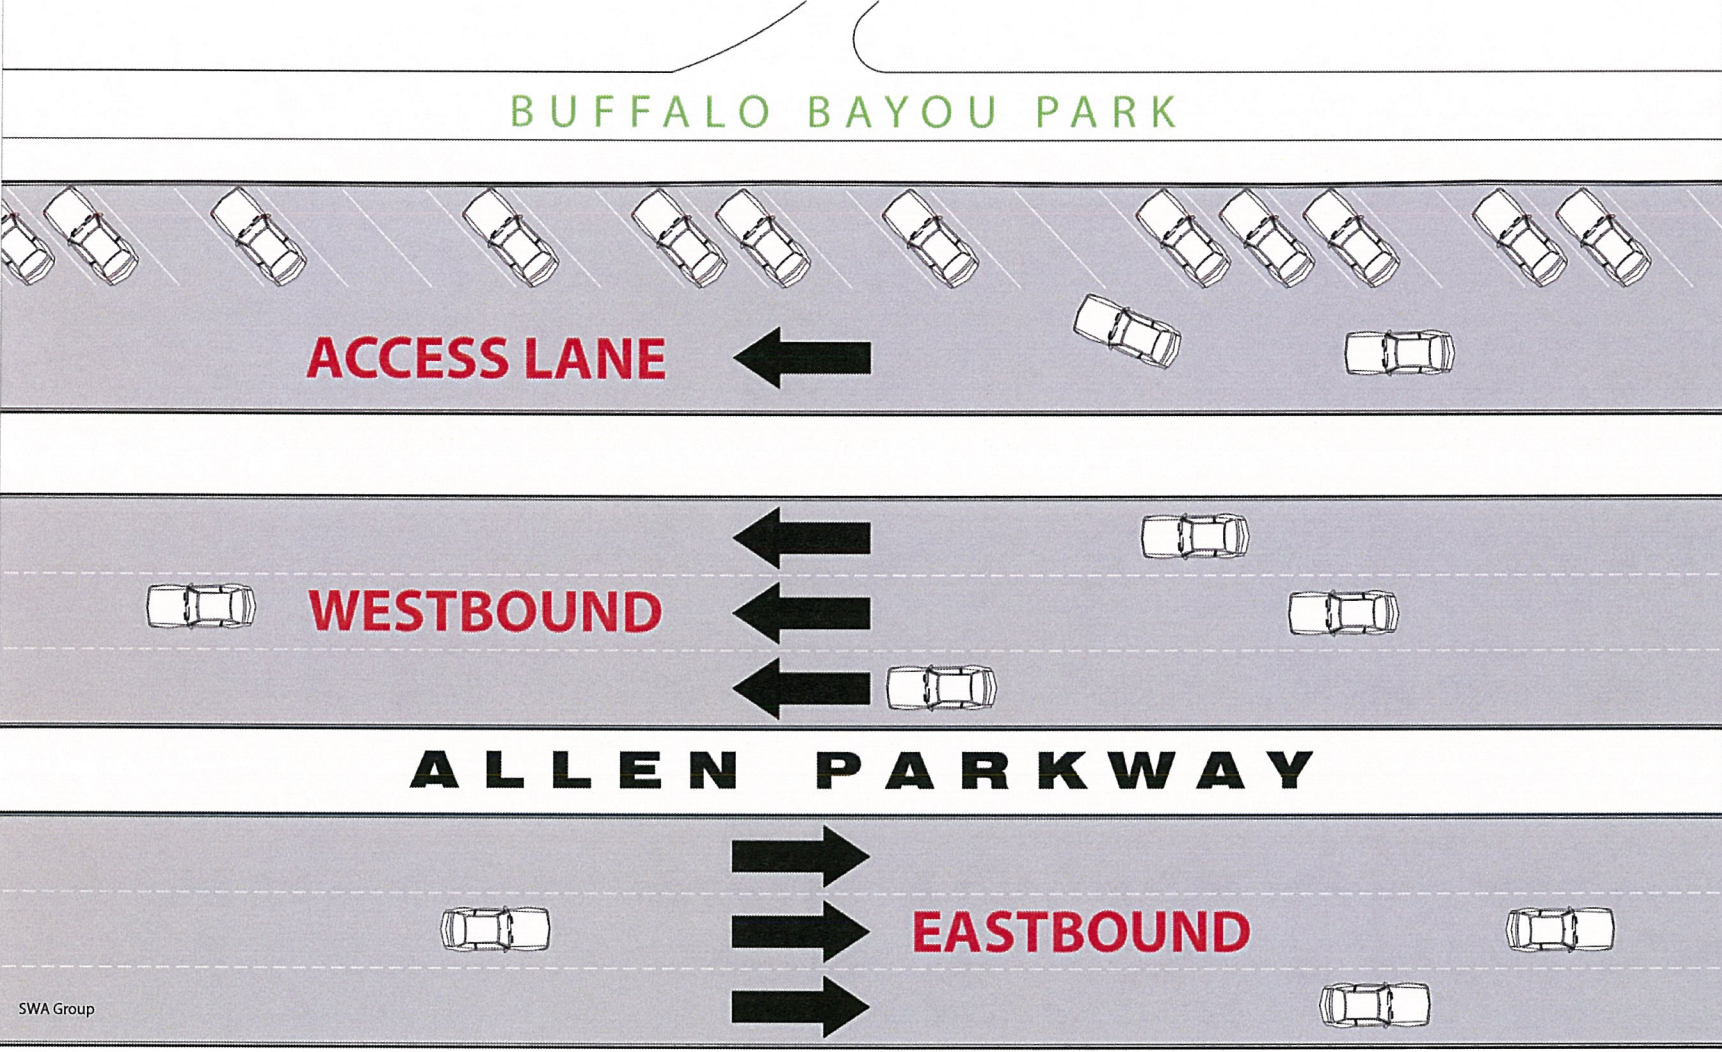 BUFFALO BAYOU PARK
ACCESS LANE
WESTBOUND
ALLEN PARKWAY
EASTBOUND
SWA Group